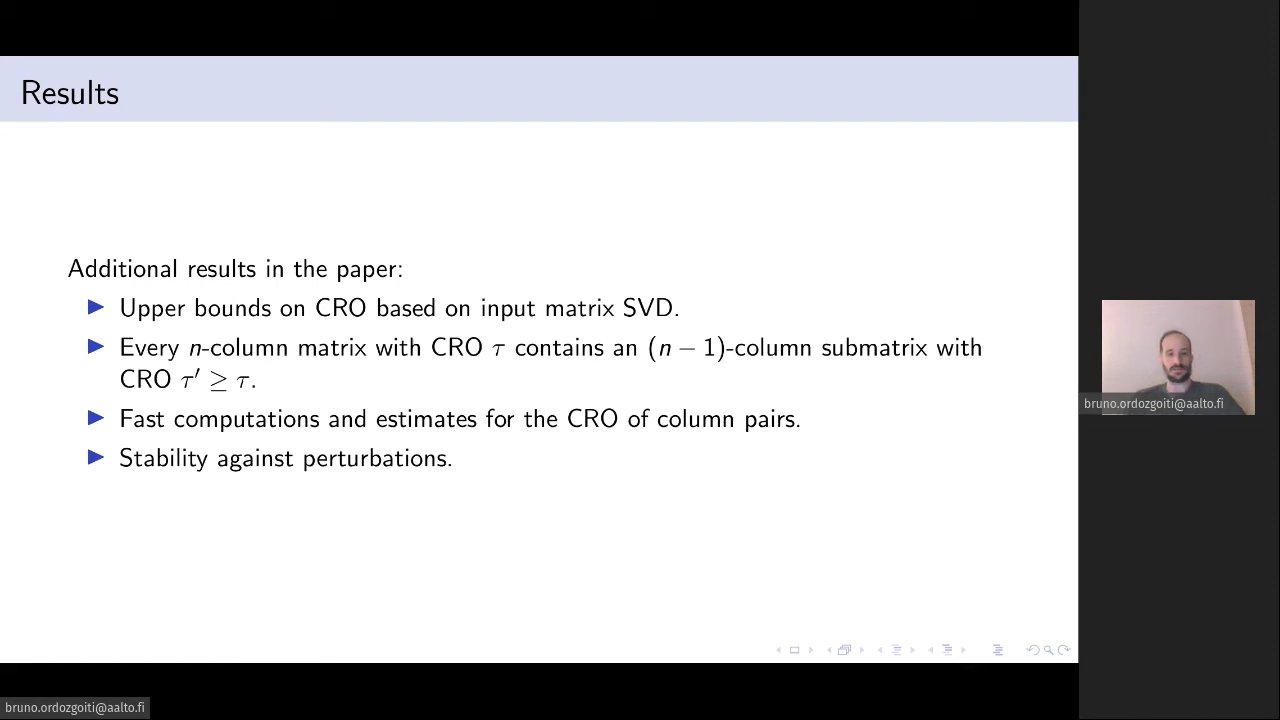 Results
Additional results in the paper:
▶ Upper bounds on CRO based on input matrix SVD.
▶ Every n-column matrix with CRO τ contains an (n − 1)-column submatrix with
CRO τ′ ≥ τ.
▶ Fast computations and estimates for the CRO of column pairs.
▶ Stability against perturbations.
bruno.ordozgoiti@aalto.fi
bruno.ordozgoiti@aalto.fi